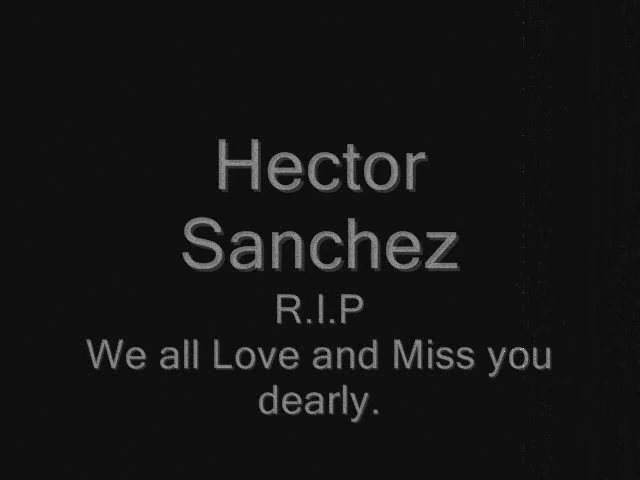 Hector
Sanchez
R.I.P
We all Love and Miss you
dearly.